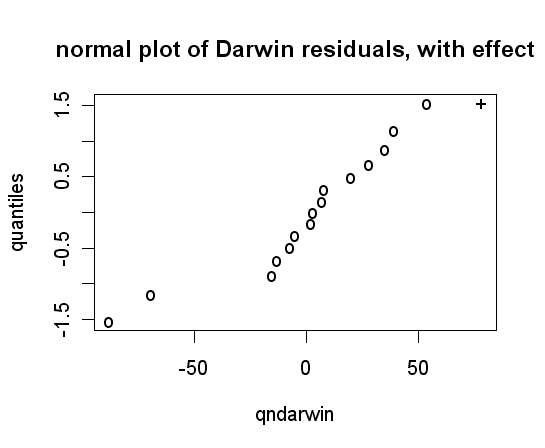 normal plot of Darwin residuals, with effect
1.5
0.5
-0.5
-1.5
quantiles
-50 0 50
qndarwin